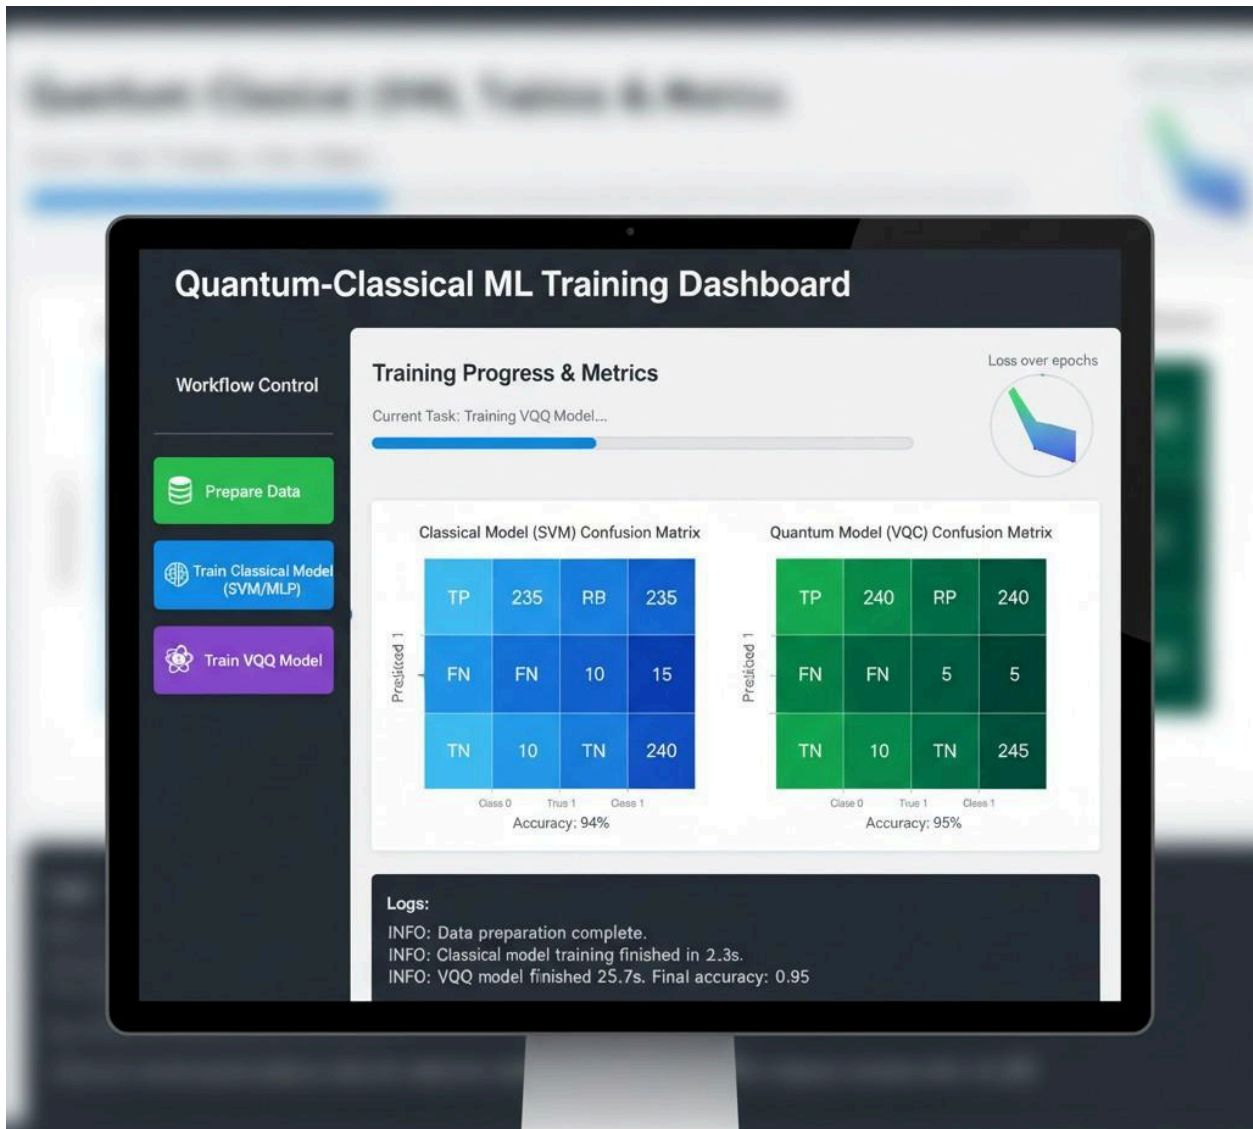 Quantum-Classical ML Training Dashboard
Workflow Control
Prepare Data
Train Classical Model
(SVM/MLP)
Train VQQ Model
Training Progress & Metrics
Current Task: Training VQQ Model....
Loss over epochs
Classical Model (SVM) Confusion Matrix
TP 235 RB 235
FN FN 10 15
TN 10 TN 240
Class 0 True 1 Cless 1
Accuracy: 94%
Quantum Model (VQC) Confusion Matrix
TP 240 RP 240
FN FN 5 5
TN 10 TN 245
Clase 0 True 1 Cless 1
Accuracy: 95%
Logs:
INFO: Data preparation complete.
INFO: Classical model training finished in 2.3s.
INFO: VQQ model finished 25.7s. Final accuracy: 0.95